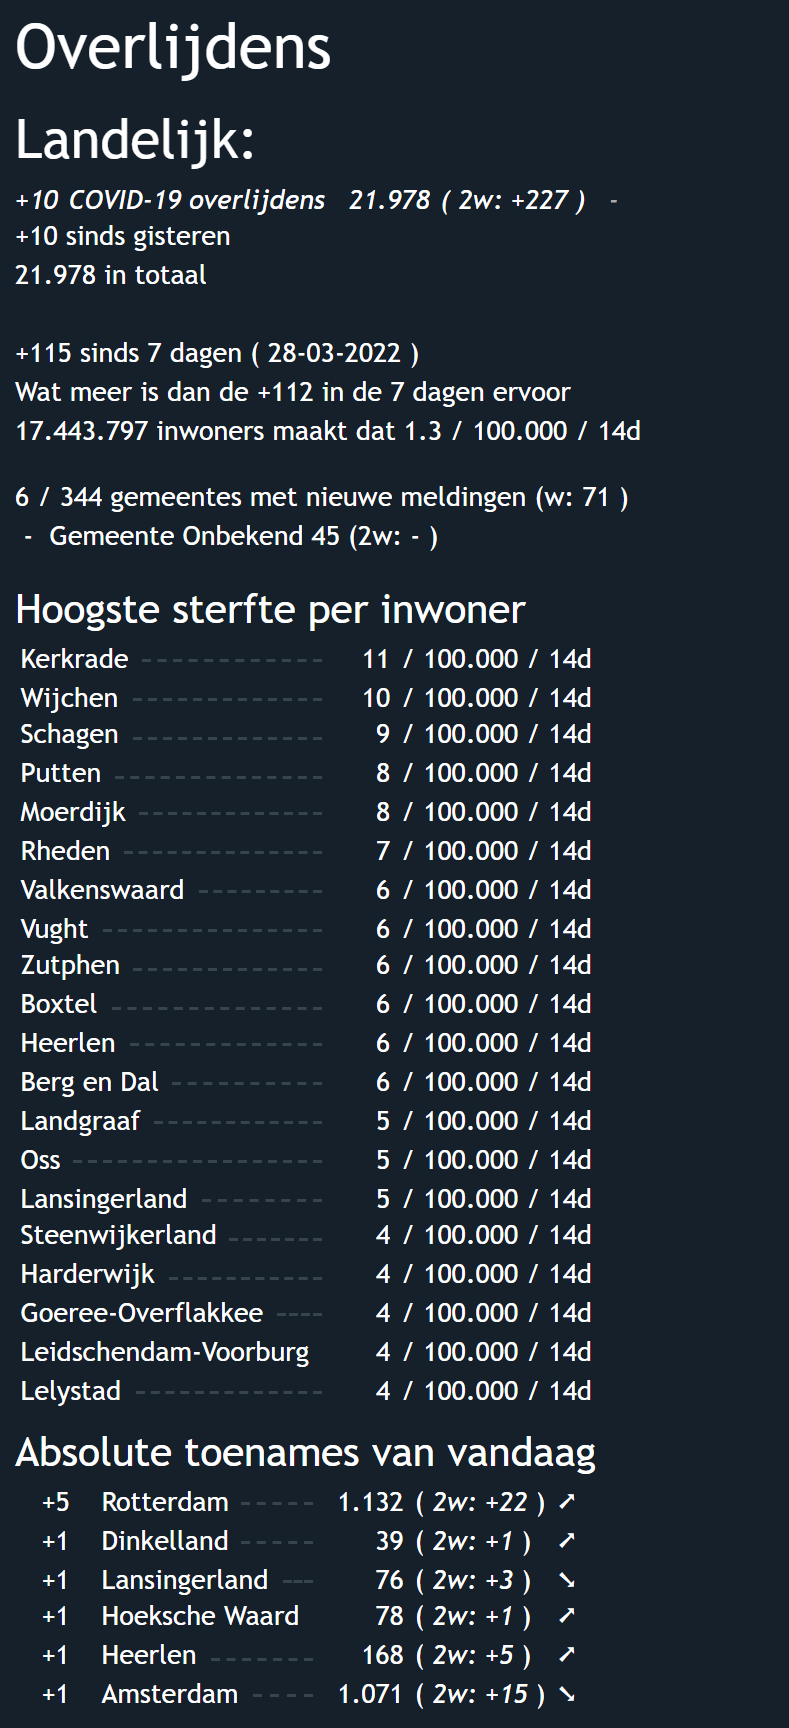 Overlijdens
Landelijk:
+10 COVID-19 overlijdens 21.978 ( 2w: +227 ) -
+10 sinds gisteren
21.978 in totaal
+115 sinds 7 dagen ( 28-03-2022 )
Wat meer is dan de +112 in de 7 dagen ervoor
17.443.797 inwoners maakt dat 1.3 / 100.000 / 14d
6 / 344 gemeentes met nieuwe meldingen (w: 71 )
- Gemeente Onbekend 45 (2w: - )
Hoogste sterfte per inwoner
Kerkrade ------------ 11 / 100.000 / 14d
Wijchen ------------- 10 / 100.000 / 14d
Schagen ------------- 9 / 100.000 / 14d
Putten -------------- 8 / 100.000 / 14d
Moerdijk ------------ 8 / 100.000 / 14d
Rheden -------------- 7 / 100.000 / 14d
Valkenswaard -------- 6 / 100.000 / 14d
Vught --------------- 6 / 100.000 / 14d
Zutphen ------------- 6 / 100.000 / 14d
Boxtel -------------- 6 / 100.000 / 14d
Heerlen ------------- 6 / 100.000 / 14d
Berg en Dal ---------- 6 / 100.000 / 14d
Landgraaf ----------- 5 / 100.000 / 14d
Oss ----------------- 5 / 100.000 / 14d
Lansingerland -------- 5 / 100.000 / 14d
Steenwijkerland ------- 4 / 100.000 / 14d
Harderwijk ---------- 4 / 100.000 / 14d
Goeree-Overflakkee ---- 4 / 100.000 / 14d
Leidschendam-Voorburg 4 / 100.000 / 14d
Lelystad ------------- 4 / 100.000 / 14d
Absolute toenames van vandaag
+5 Rotterdam ----- 1.132 ( 2w: +22 ) ➚
+1 Dinkelland ----- 39 ( 2w: +1 ) ➚
+1 Lansingerland --- 76 ( 2w: +3 ) ➘
+1 Hoeksche Waard 78 ( 2w: +1 ) ➚
+1 Heerlen ------- 168 ( 2w: +5 ) ➚
+1 Amsterdam ---- 1.071 ( 2w: +15 ) ➘